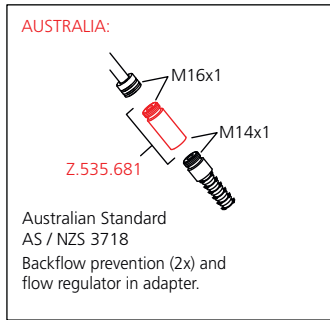 AUSTRALIA:
M16x1
M14x1
Z.535.681
Australian Standard
AS / NZS 3718
Backflow prevention (2x) and
flow regulator in adapter.